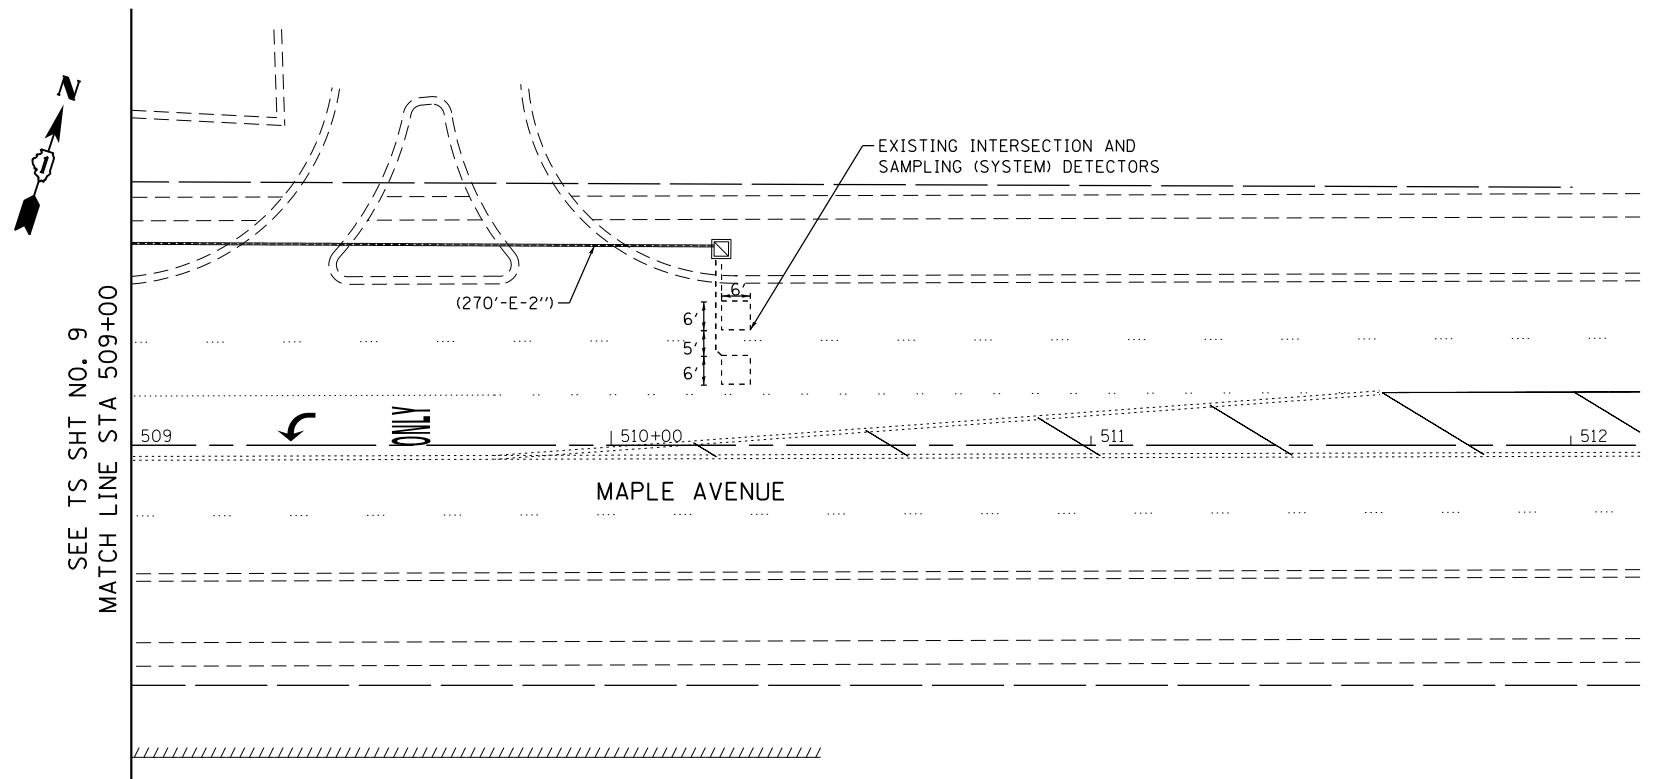 N
1
EXISTING INTERSECTION AND
SAMPLING (SYSTEM) DETECTORS
(270'-E-2'')
6'
6'
5'
6'
SEE TS SHT NO. 9
MATCH LINE STA 509+00
ONLY
509
510+00
511
512
MAPLE AVENUE